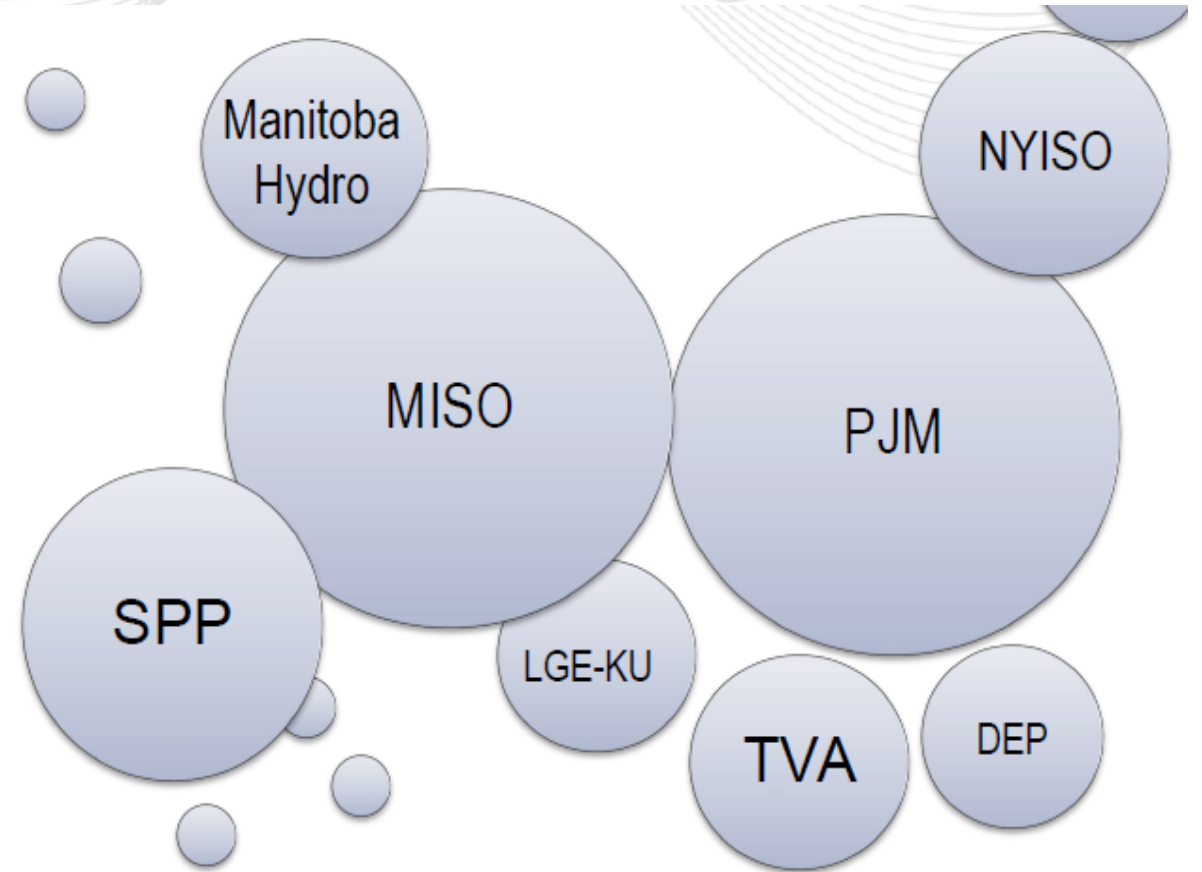 Manitoba
Hydro
NYISO
MISO
PJM
SPP
LGE-KU
TVA
DEP